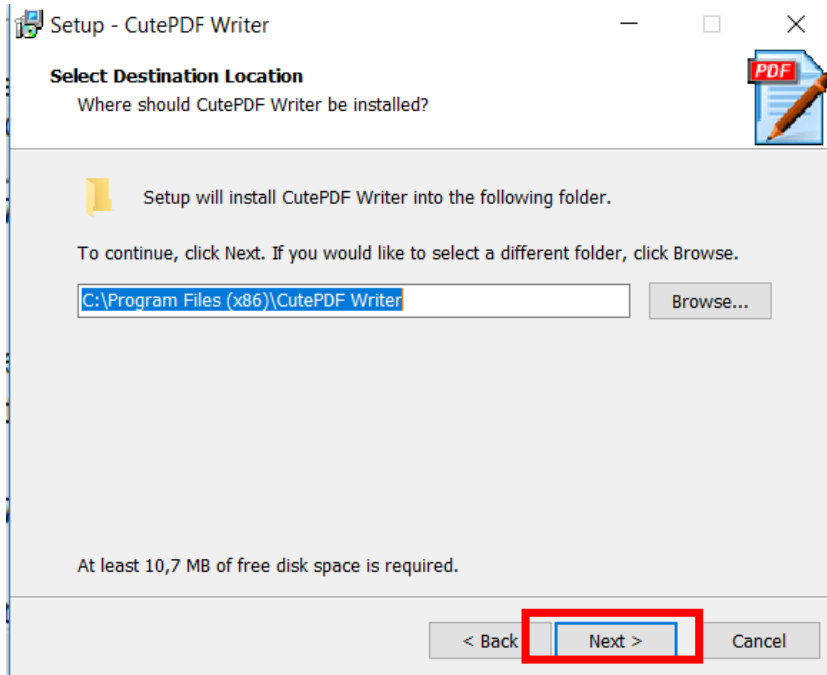 Setup - CutePDF Writer
Select Destination Location
Where should CutePDF Writer be installed?
PDF
Setup will install CutePDF Writer into the following folder.
To continue, click Next. If you would like to select a different folder, click Browse.
C:\Program Files (x86)\CutePDF Writer
Browse...
At least 10,7 MB of free disk space is required.
< Back
Next >
Cancel